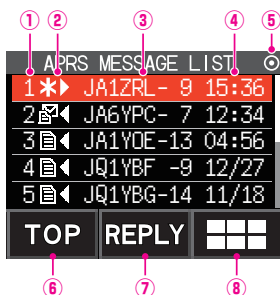 ① ② ③ ④ ⑤
APRS MESSAGE LIST
1 JA1ZRL- 9 15:36
2 JA6YPC- 7 12:34
3 JA1YOE-13 04:56
4 JQ1YBF -9 12/27
5 JQ1YBG-14 11/18
TOP REPLY
⑥ ⑦ ⑧